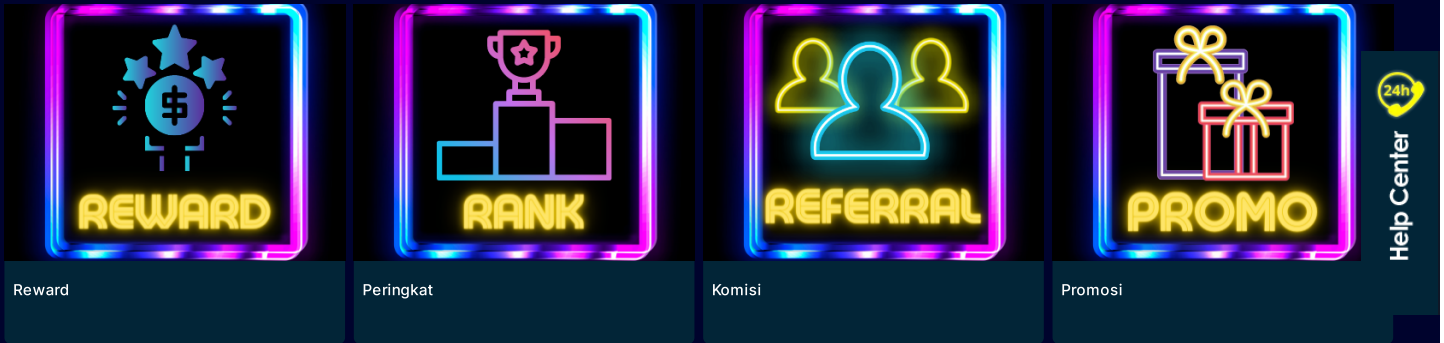 REWARD
RANK
REFERRAL
PROMO
24h
Help Center
Reward
Peringkat
Komisi
Promosi